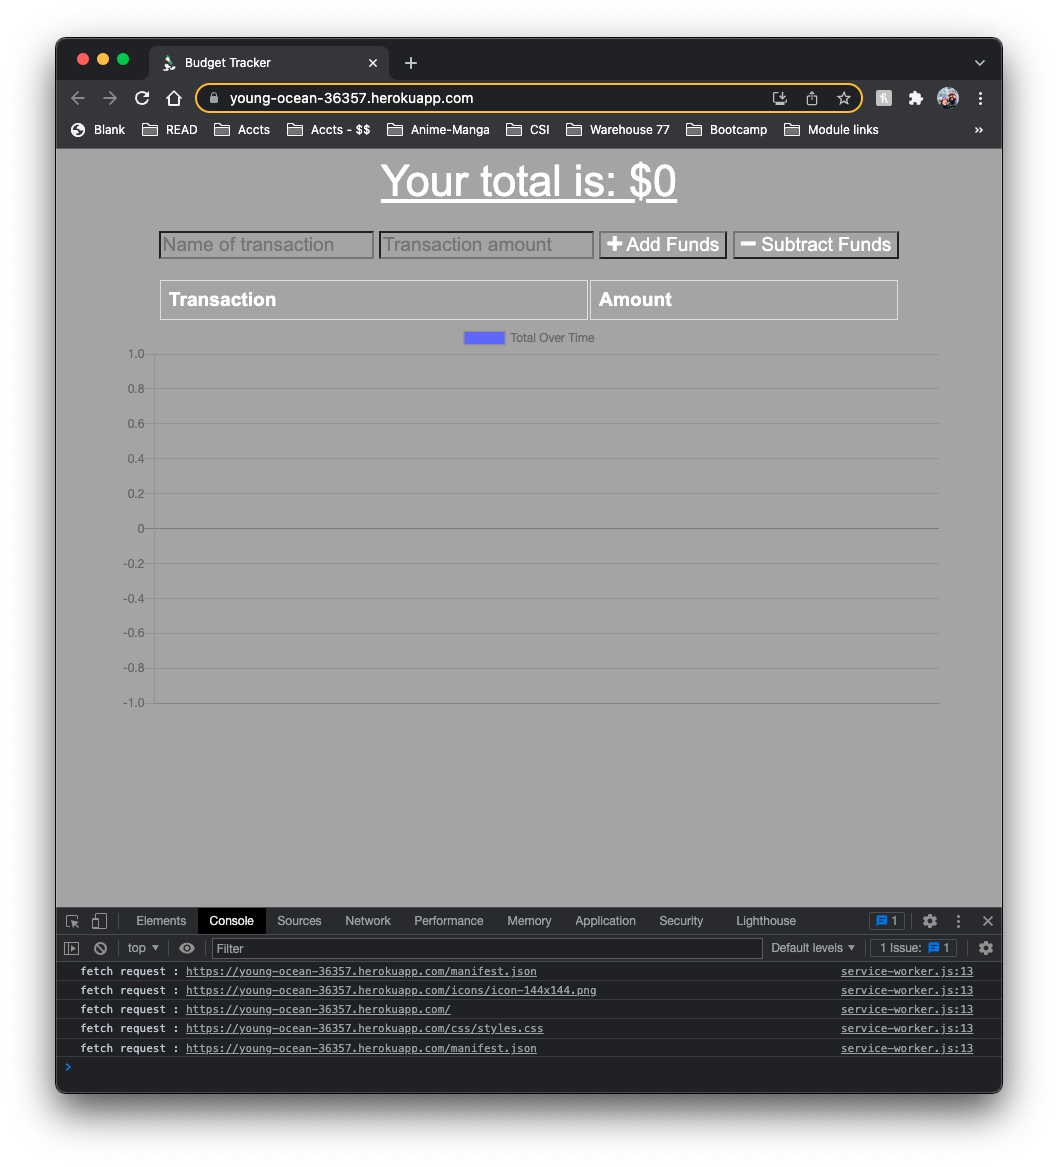 Budget Tracker
young-ocean-36357.herokuapp.com
Blank READ Accts Accts - $$ Anime-Manga CSI Warehouse 77 Bootcamp Module links »
Your total is: $0
Name of transaction Transaction amount Add Funds Subtract Funds
Transaction Amount
Total Over Time
1.0
0.8
0.6
0.4
0.2
0
-0.2
-0.4
-0.6
-0.8
-1.0
Elements Console Sources Network Performance Memory Application Security Lighthouse 1
top Filter Default levels 1 Issue: 1
fetch request : https://young-ocean-36357.herokuapp.com/manifest.json service-worker.js:13
fetch request : https://young-ocean-36357.herokuapp.com/icons/icon-144x144.png service-worker.js:13
fetch request : https://young-ocean-36357.herokuapp.com/ service-worker.js:13
fetch request : https://young-ocean-36357.herokuapp.com/css/styles.css service-worker.js:13
fetch request : https://young-ocean-36357.herokuapp.com/manifest.json service-worker.js:13